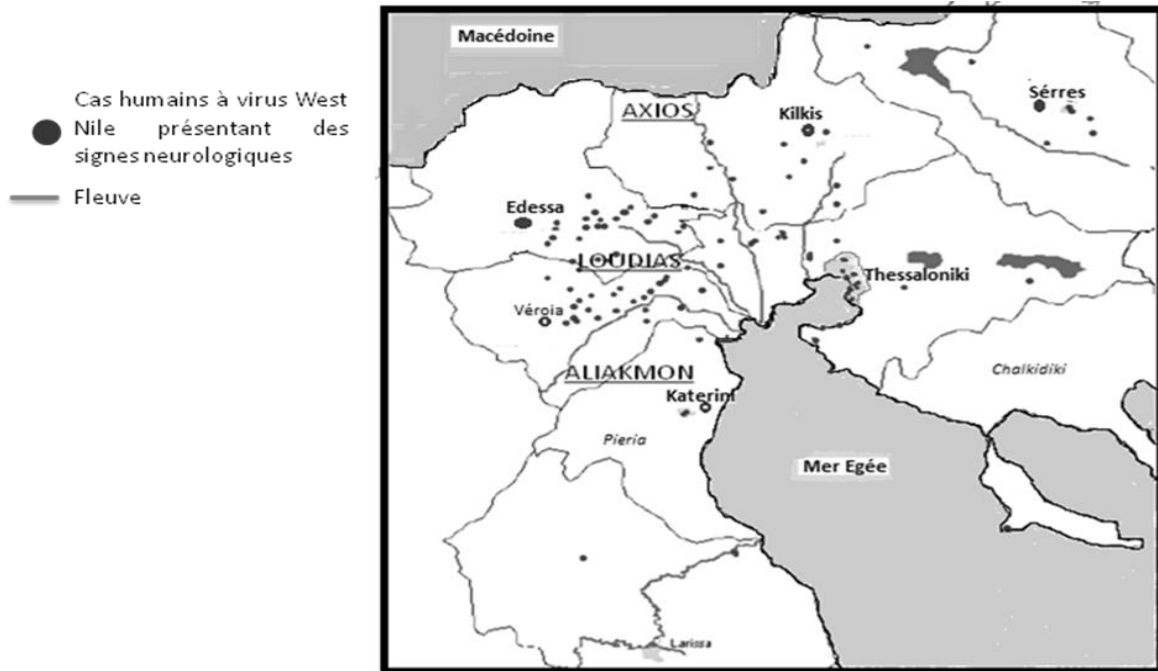 Cas humains à virus West
Nile présentant des
signes neurologiques
Fleuve
Macédoine
AXIOS
Kilkis
Sérres
Edessa
LOUDIAS
Thessaloniki
Véroia
ALIAKMON
Chalkidiki
Katerini
Pieria
Mer Egée
Larissa